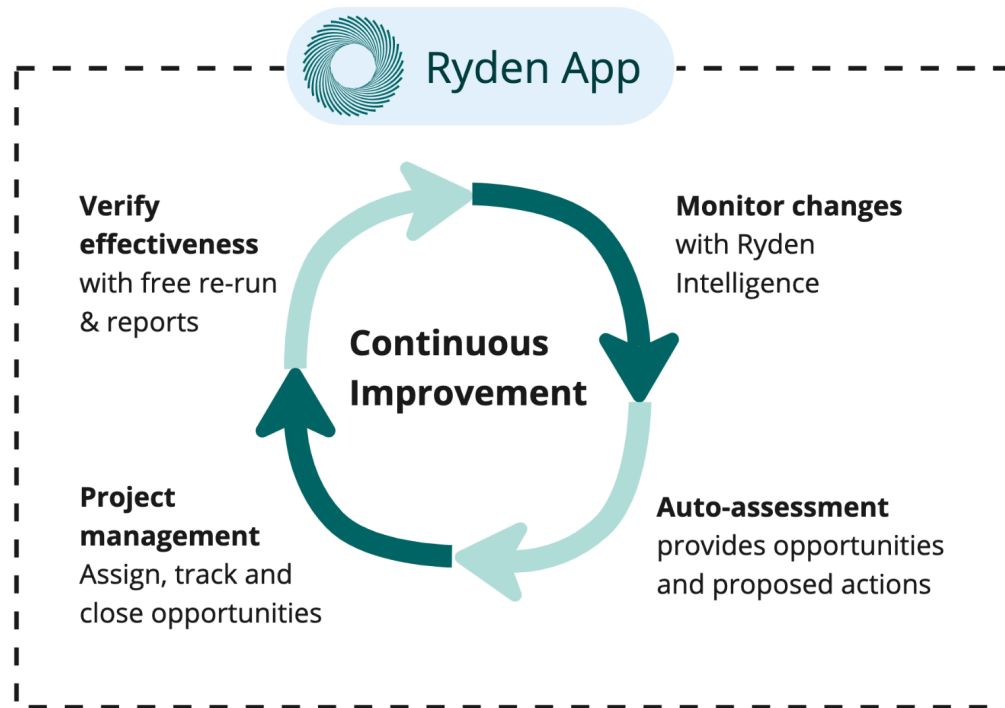 Ryden App
Verify
effectiveness
with free re-run
& reports
Monitor changes
with Ryden
Intelligence
Continuous
Improvement
Project
management
Assign, track and
close opportunities
Auto-assessment
provides opportunities
and proposed actions